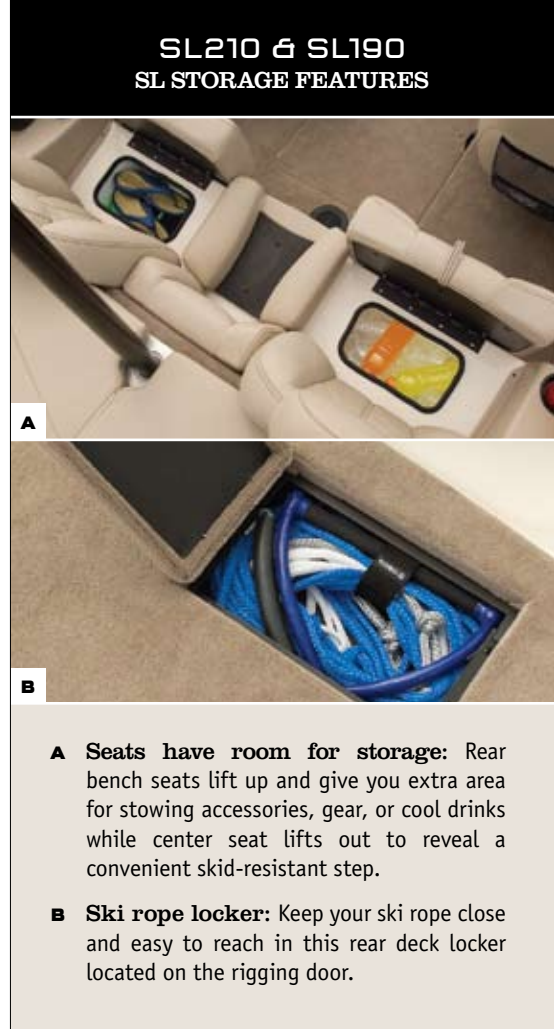 SL210 & SL190
SL STORAGE FEATURES
A
B
A Seats have room for storage: Rear
bench seats lift up and give you extra area
for stowing accessories, gear, or cool drinks
while center seat lifts out to reveal a
convenient skid-resistant step.
B Ski rope locker: Keep your ski rope close
and easy to reach in this rear deck locker
located on the rigging door.